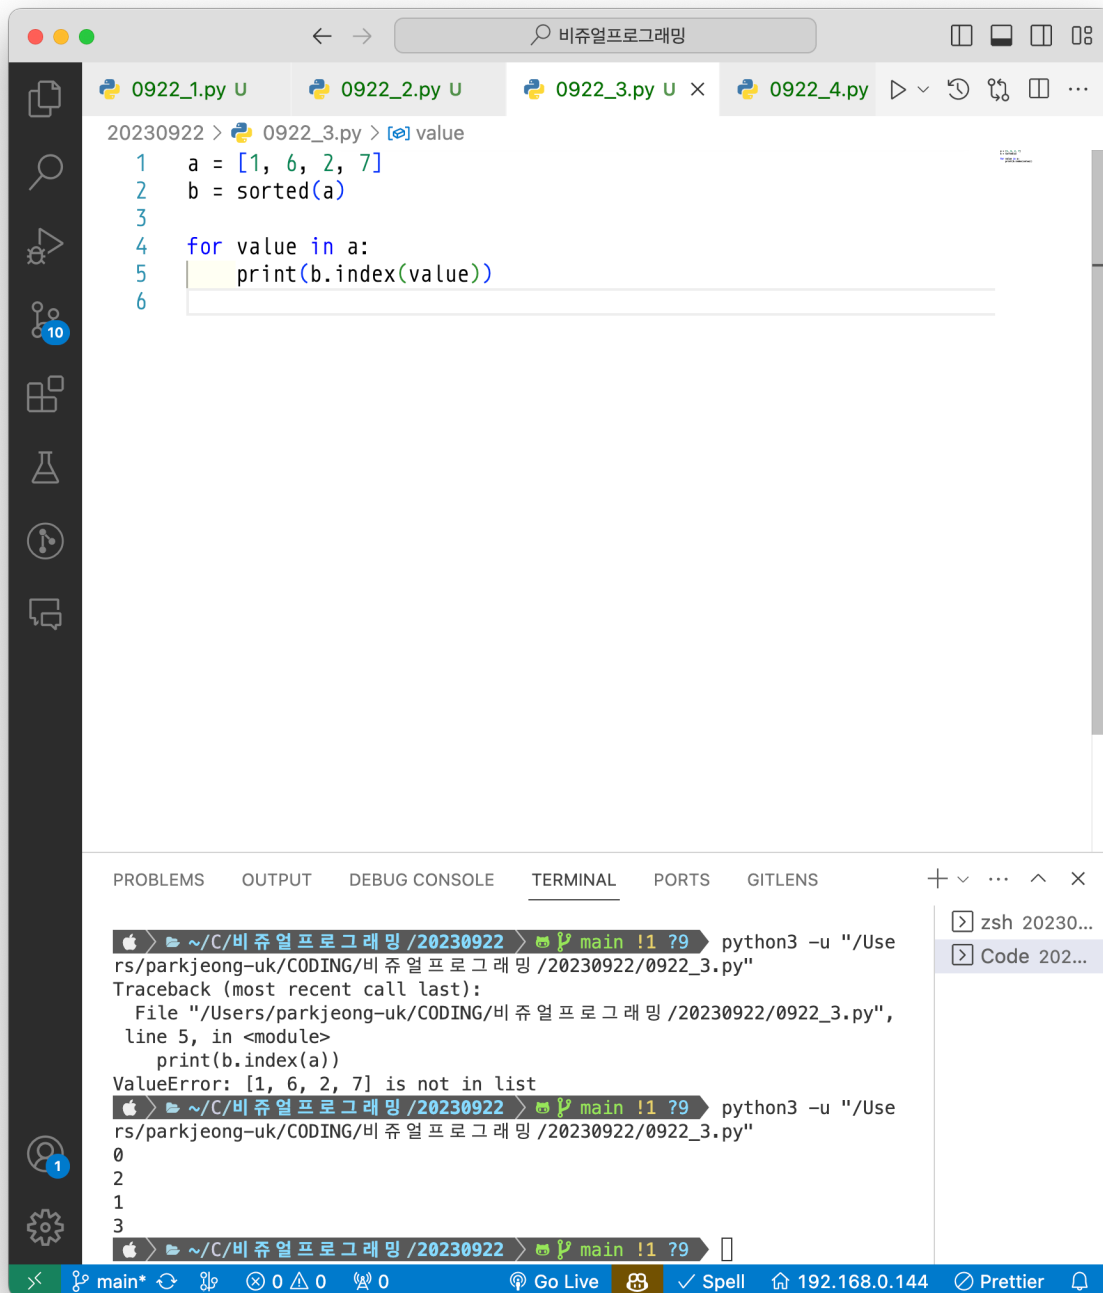 비쥬얼프로그래밍
0922_1.py U 0922_2.py U 0922_3.py U 0922_4.py
20230922 > 0922_3.py > value
1 a = [1, 6, 2, 7]
2 b = sorted(a)
3
4 for value in a:
5     print(b.index(value))
6
10
1
PROBLEMS OUTPUT DEBUG CONSOLE TERMINAL PORTS GITLENS
~/C/비쥬얼프로그래밍/20230922 main !1 ?9 python3 -u "/Use
rs/parkjeong-uk/CODING/비쥬얼프로그래밍/20230922/0922_3.py"
Traceback (most recent call last):
  File "/Users/parkjeong-uk/CODING/비쥬얼프로그래밍/20230922/0922_3.py",
 line 5, in <module>
    print(b.index(a))
ValueError: [1, 6, 2, 7] is not in list
~/C/비쥬얼프로그래밍/20230922 main !1 ?9 python3 -u "/Use
rs/parkjeong-uk/CODING/비쥬얼프로그래밍/20230922/0922_3.py"
0
2
1
3
~/C/비쥬얼프로그래밍/20230922 main !1 ?9
zsh 20230...
Code 202...
main* 0 0 0 Go Live Spell 192.168.0.144 Prettier